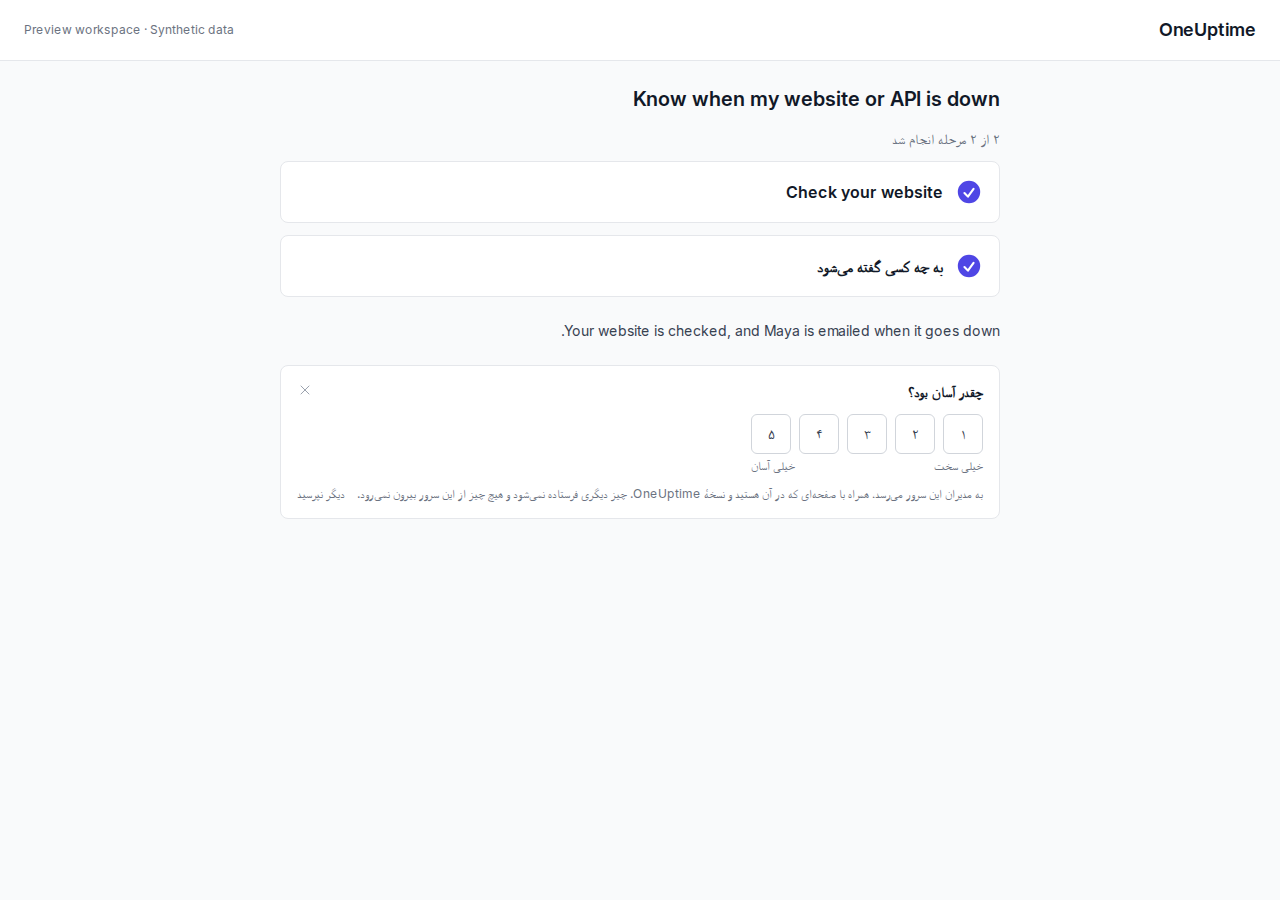 OneUptime
Preview workspace · Synthetic data
Know when my website or API is down
۲ از ۲ مرحله انجام شد
Check your website
به چه کسی گفته می‌شود
Your website is checked, and Maya is emailed when it goes down.
چقدر آسان بود؟
۱ ۲ ۳ ۴ ۵
خیلی سخت خیلی آسان
به مدیران این سرور می‌رسد. همراه با صفحه‌ای که در آن هستید و نسخهٔ OneUptime. چیز دیگری فرستاده نمی‌شود و هیچ چیز از این سرور بیرون نمی‌رود. دیگر نپرسید